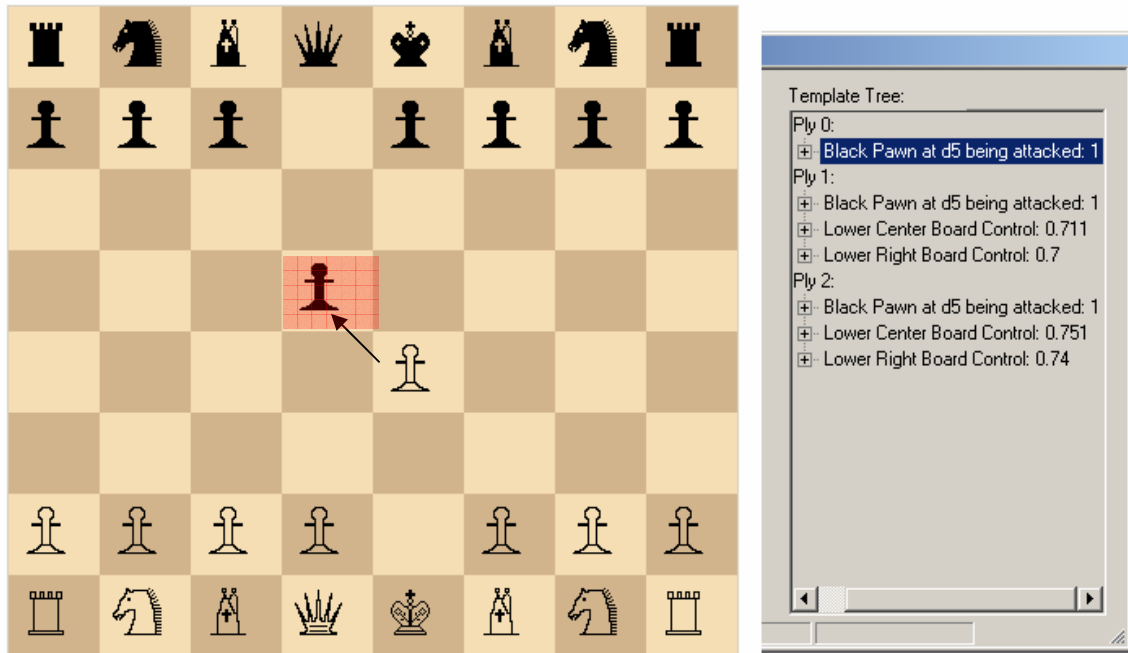 Template Tree:
Ply 0:
Black Pawn at d5 being attacked: 1
Ply 1:
Black Pawn at d5 being attacked: 1
Lower Center Board Control: 0.711
Lower Right Board Control: 0.7
Ply 2:
Black Pawn at d5 being attacked: 1
Lower Center Board Control: 0.751
Lower Right Board Control: 0.74